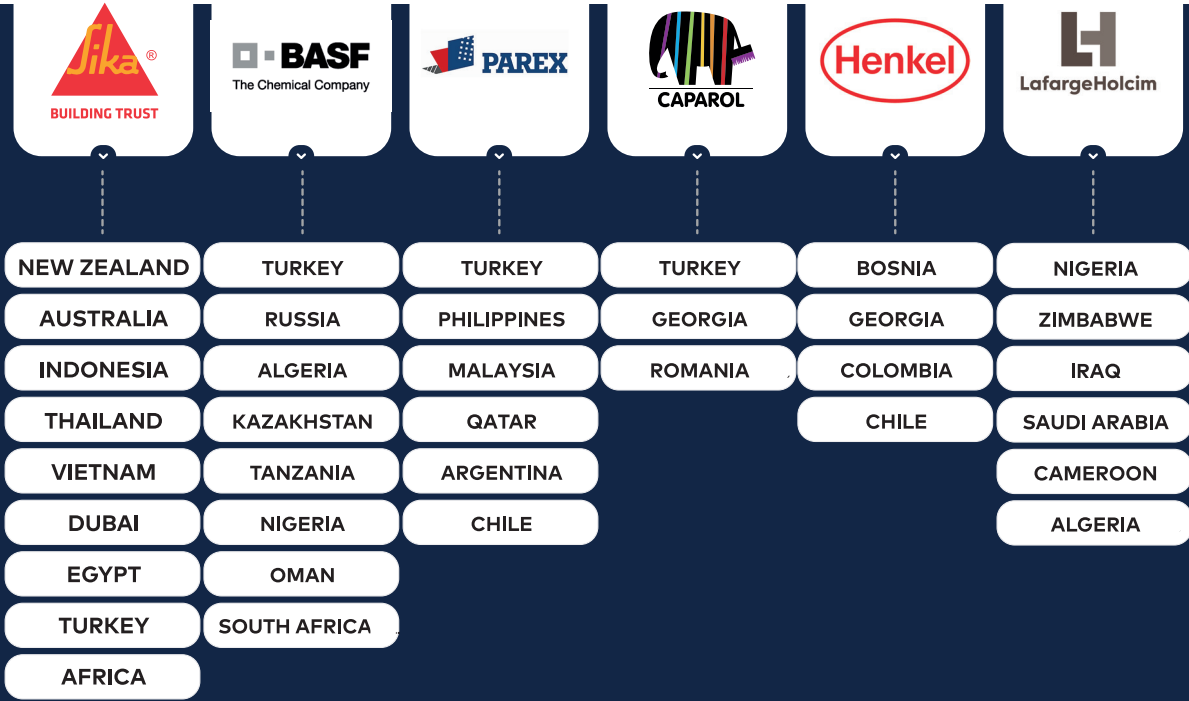 Sika ®
BUILDING TRUST
BASF
The Chemical Company
PAREX
CAPAROL
Henkel
LafargeHolcim
NEW ZEALAND
AUSTRALIA
INDONESIA
THAILAND
VIETNAM
DUBAI
EGYPT
TURKEY
AFRICA
TURKEY
RUSSIA
ALGERIA
KAZAKHSTAN
TANZANIA
NIGERIA
OMAN
SOUTH AFRICA
TURKEY
PHILIPPINES
MALAYSIA
QATAR
ARGENTINA
CHILE
TURKEY
GEORGIA
ROMANIA
BOSNIA
GEORGIA
COLOMBIA
CHILE
NIGERIA
ZIMBABWE
IRAQ
SAUDI ARABIA
CAMEROON
ALGERIA